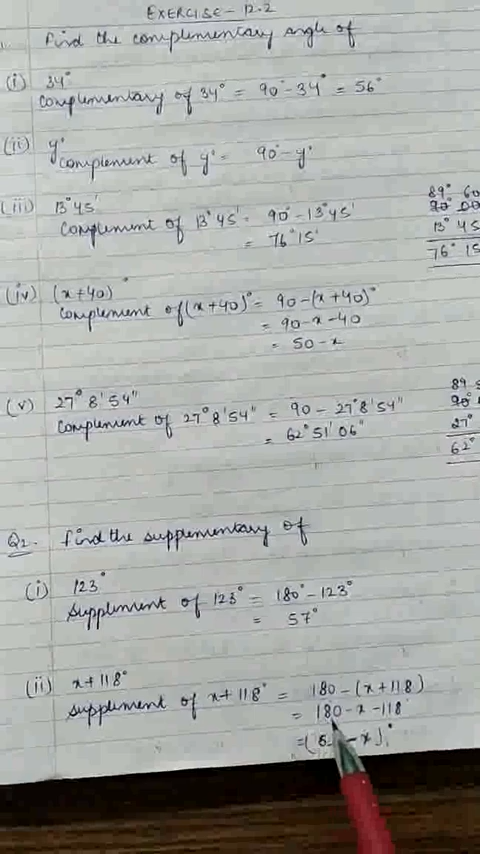 EXERCISE - 12.2
Find the complementary angle of
(i) 34°
complementary of 34° = 90° - 34° = 56°
(ii) y°
complement of y° = 90° - y°
(iii) 13° 45'
complement of 13° 45' = 90° - 13° 45'
= 76° 15'
89° 60
90° 00
13° 45
76° 15
(iv) (x+40)°
complement of (x+40)° = 90 - (x+40)°
= 90 - x - 40
= 50 - x
(v) 27° 8' 54"
complement of 27° 8' 54" = 90 - 27° 8' 54"
= 62° 51' 06"
89
90°
27°
62°
Q2. Find the supplementary of
(i) 123°
supplement of 123° = 180° - 123°
= 57°
(ii) x + 118°
supplement of x + 118° = 180 - (x + 118)
= 180 - x - 118
- x)°